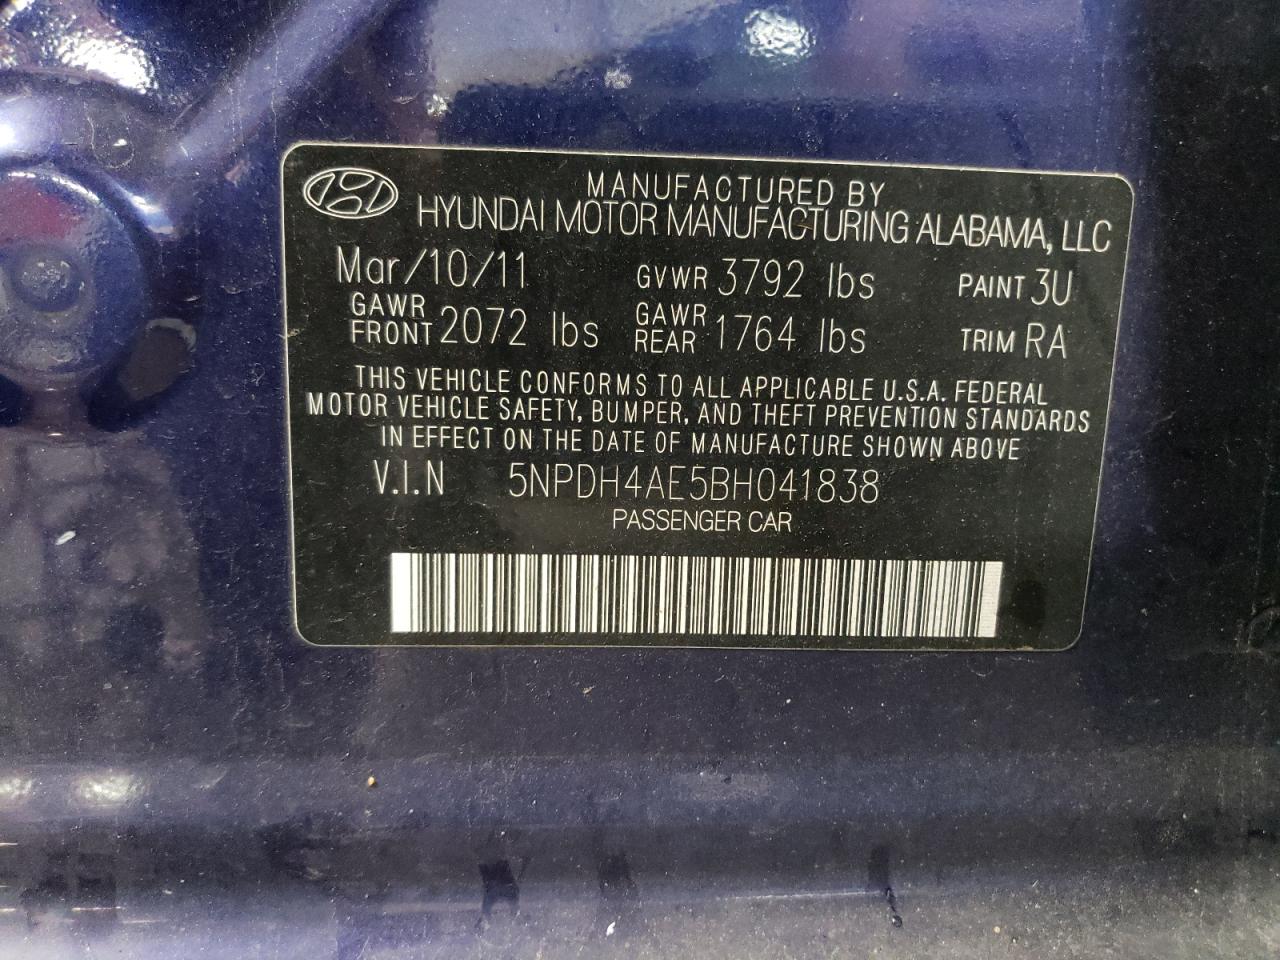 MANUFACTURED BY
HYUNDAI MOTOR MANUFACTURING ALABAMA, LLC
Mar/10/11 GVWR 3792 lbs PAINT 3U
GAWR FRONT 2072 lbs GAWR REAR 1764 lbs TRIM RA
THIS VEHICLE CONFORMS TO ALL APPLICABLE U.S.A. FEDERAL
MOTOR VEHICLE SAFETY, BUMPER, AND THEFT PREVENTION STANDARDS
IN EFFECT ON THE DATE OF MANUFACTURE SHOWN ABOVE
V.I.N 5NPDH4AE5BH041838
PASSENGER CAR